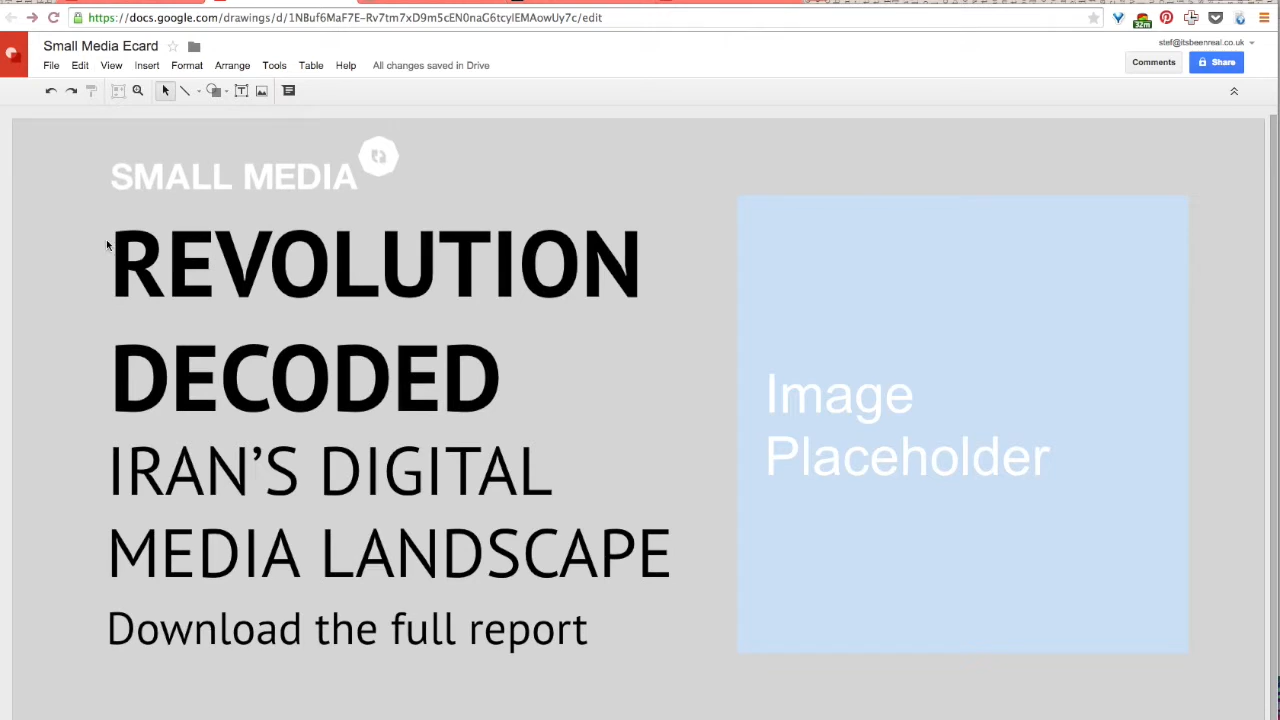 https://docs.google.com/drawings/d/1NBuf6MaF7E-Rv7tm7xD9m5cEN0naG6tcylEMAowUy7c/edit
32m
Small Media Ecard
stef@itsbeenreal.co.uk
File Edit View Insert Format Arrange Tools Table Help All changes saved in Drive
Comments Share
SMALL MEDIA
REVOLUTION
DECODED
IRAN’S DIGITAL
MEDIA LANDSCAPE
Download the full report
Image
Placeholder